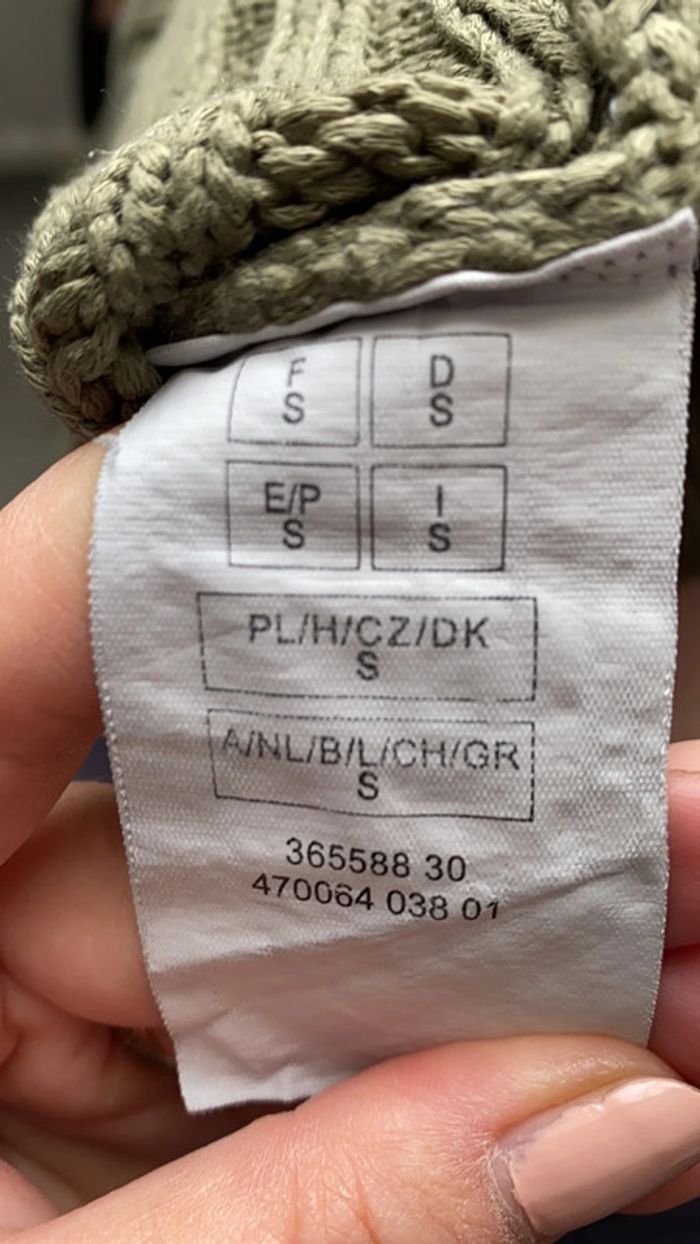 F D
S S
E/P I
S S
PL/H/CZ/DK
S
A/NL/B/L/CH/GR
S
365588 30
470064 038 01